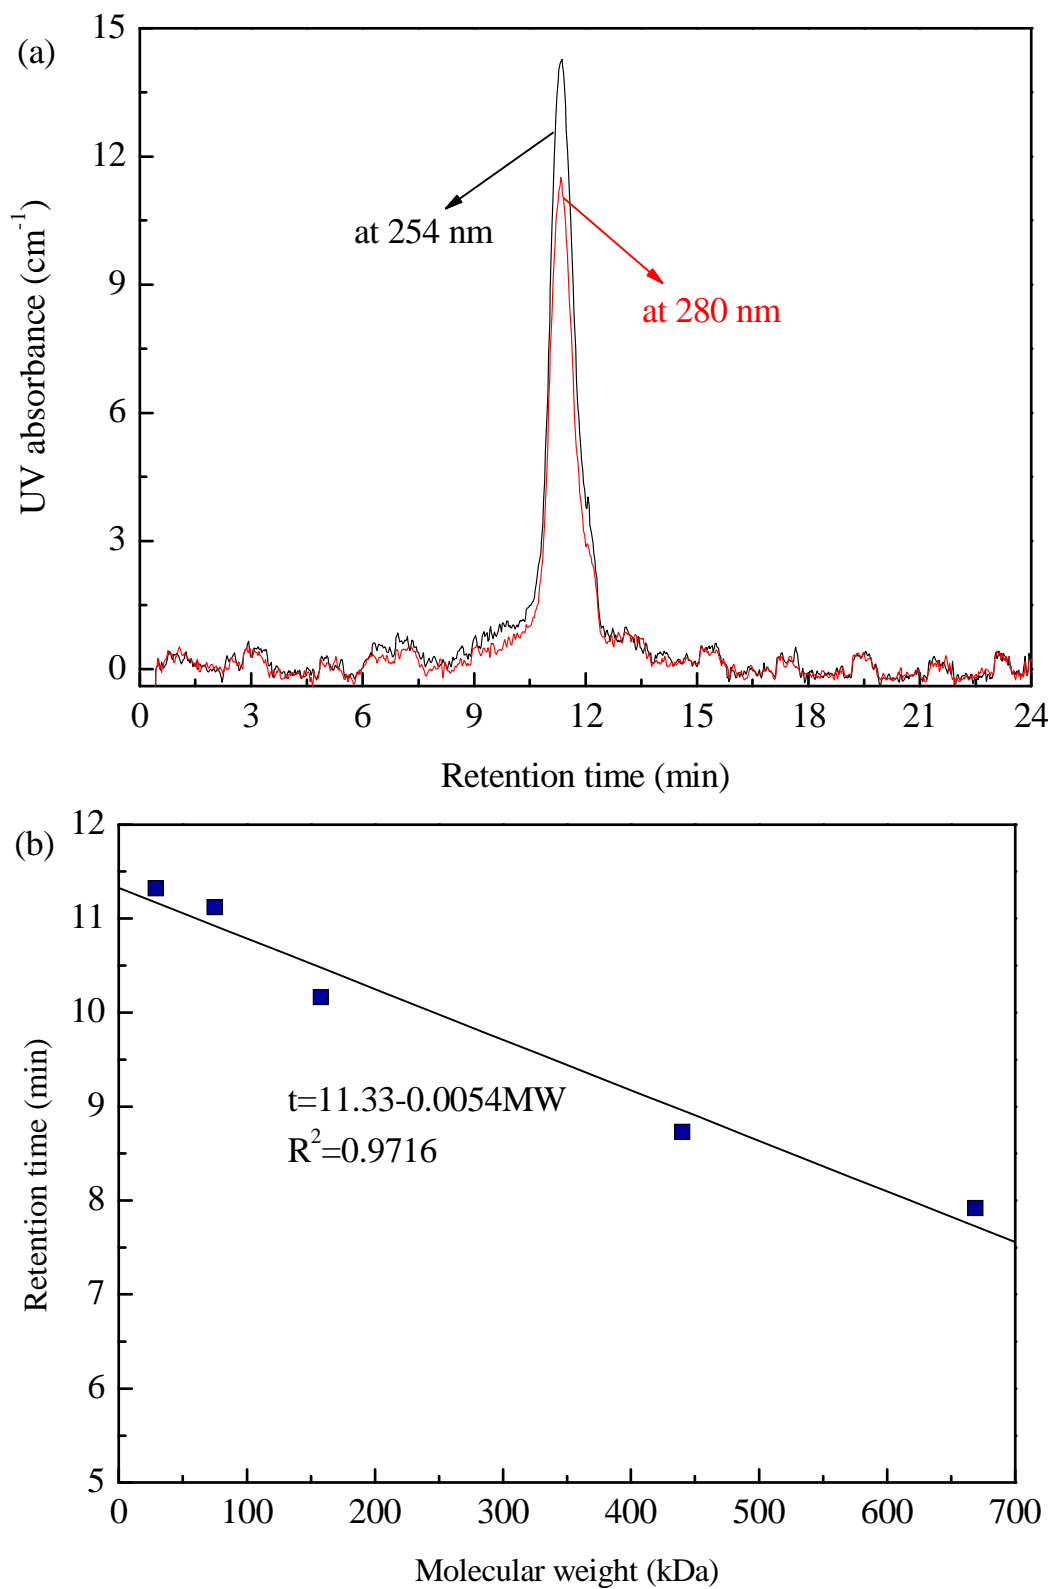 (a)
15
12
9
6
3
0
UV absorbance (cm⁻¹)
at 254 nm
at 280 nm
0 3 6 9 12 15 18 21 24
Retention time (min)
(b)
12
11
10
9
8
7
6
5
Retention time (min)
t=11.33-0.0054MW
R²=0.9716
0 100 200 300 400 500 600 700
Molecular weight (kDa)